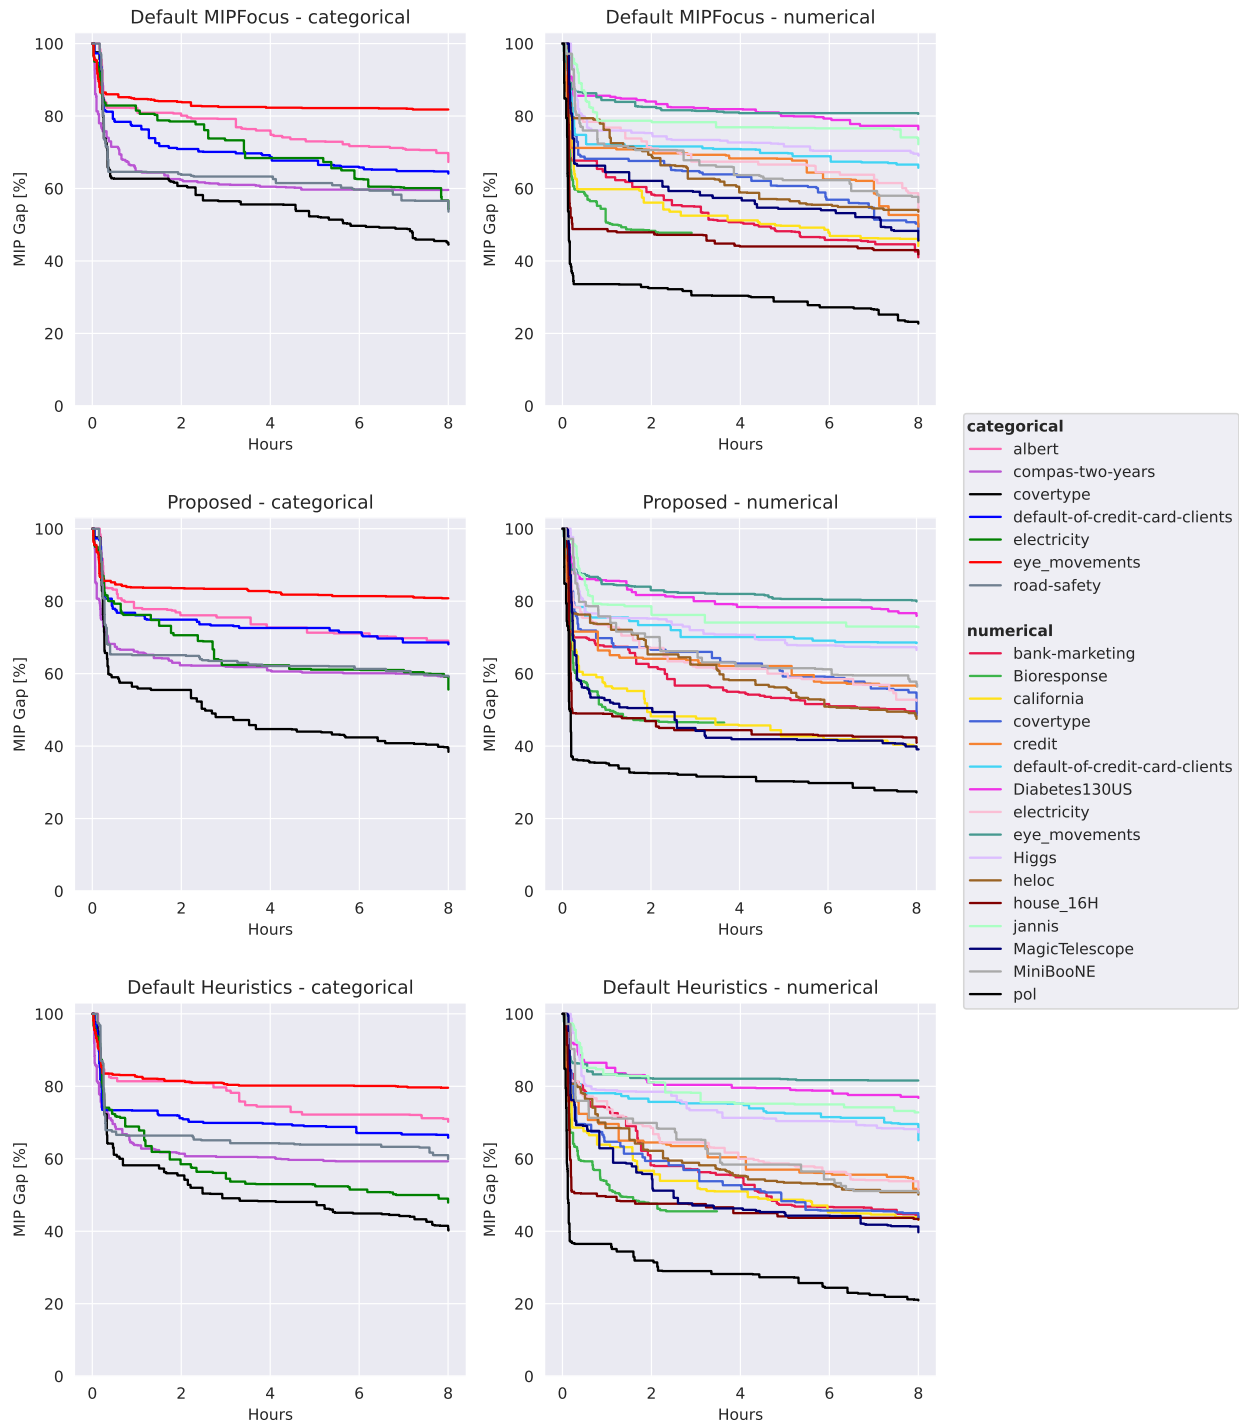 Default MIPFocus - categorical
Default MIPFocus - numerical
MIP Gap [%]
100
80
60
40
20
0
0 2 4 6 8
Hours
MIP Gap [%]
100
80
60
40
20
0
0 2 4 6 8
Hours
Proposed - categorical
Proposed - numerical
MIP Gap [%]
100
80
60
40
20
0
0 2 4 6 8
Hours
MIP Gap [%]
100
80
60
40
20
0
0 2 4 6 8
Hours
Default Heuristics - categorical
Default Heuristics - numerical
MIP Gap [%]
100
80
60
40
20
0
0 2 4 6 8
Hours
MIP Gap [%]
100
80
60
40
20
0
0 2 4 6 8
Hours
categorical
albert
compas-two-years
covertype
default-of-credit-card-clients
electricity
eye_movements
road-safety
numerical
bank-marketing
Bioresponse
california
covertype
credit
default-of-credit-card-clients
Diabetes130US
electricity
eye_movements
Higgs
heloc
house_16H
jannis
MagicTelescope
MiniBooNE
pol